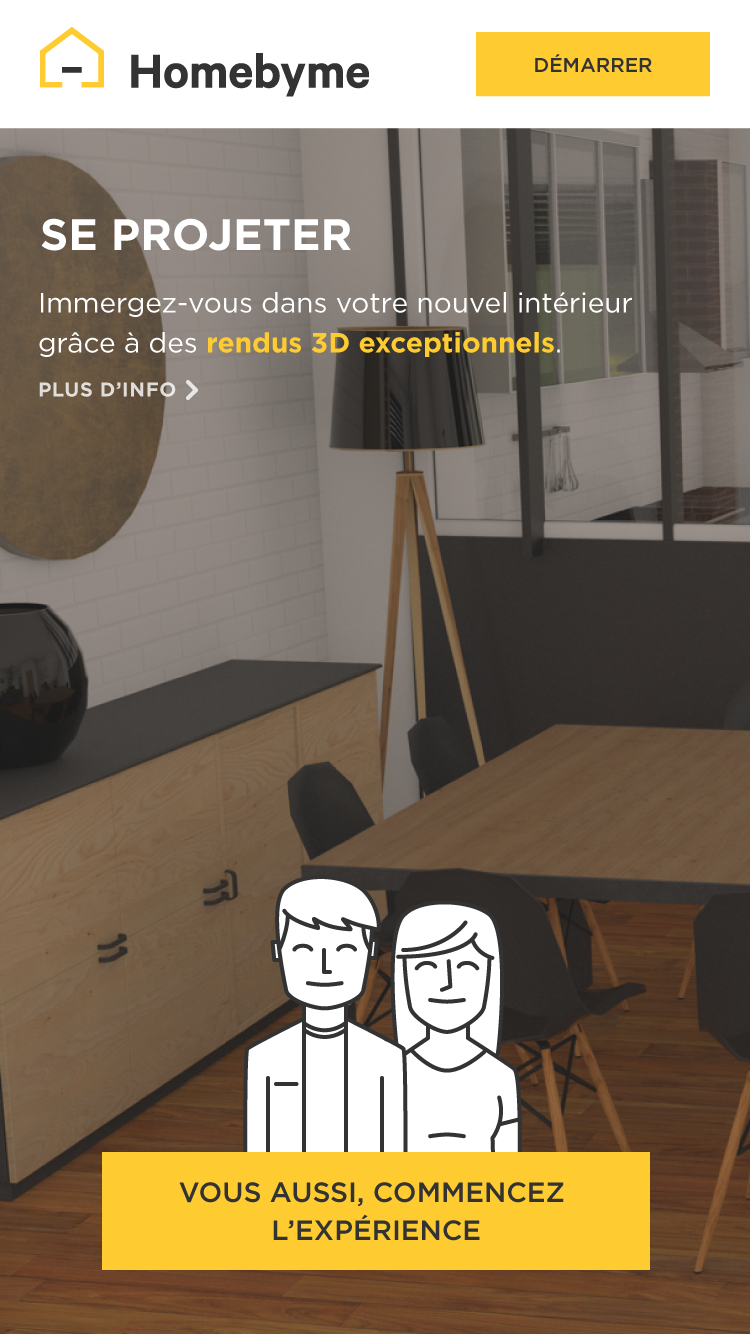 Homebyme
DÉMARRER
SE PROJETER
Immergez-vous dans votre nouvel intérieur
grâce à des rendus 3D exceptionnels.
PLUS D’INFO
VOUS AUSSI, COMMENCEZ
L’EXPÉRIENCE